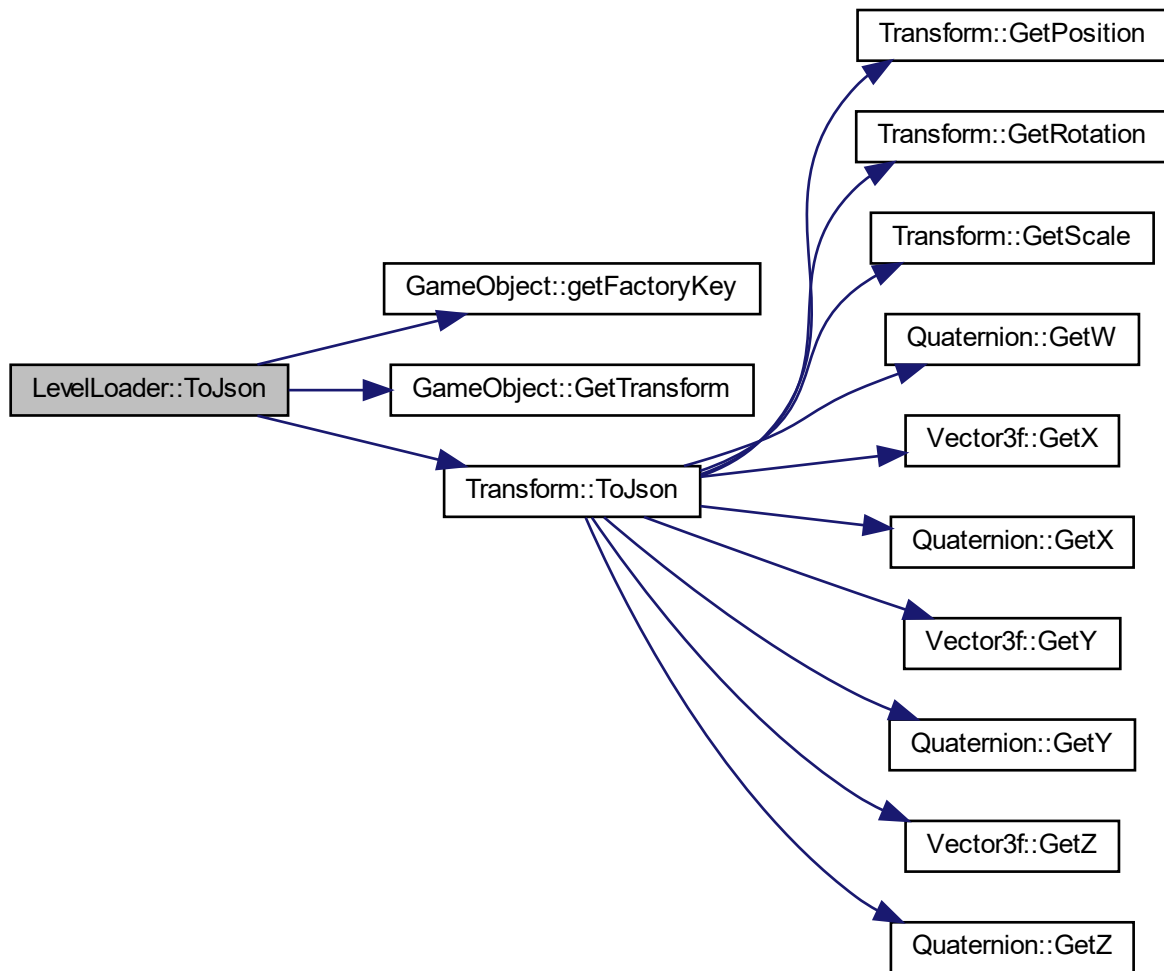 LevelLoader::ToJson
GameObject::getFactoryKey
GameObject::GetTransform
Transform::ToJson
Transform::GetPosition
Transform::GetRotation
Transform::GetScale
Quaternion::GetW
Vector3f::GetX
Quaternion::GetX
Vector3f::GetY
Quaternion::GetY
Vector3f::GetZ
Quaternion::GetZ